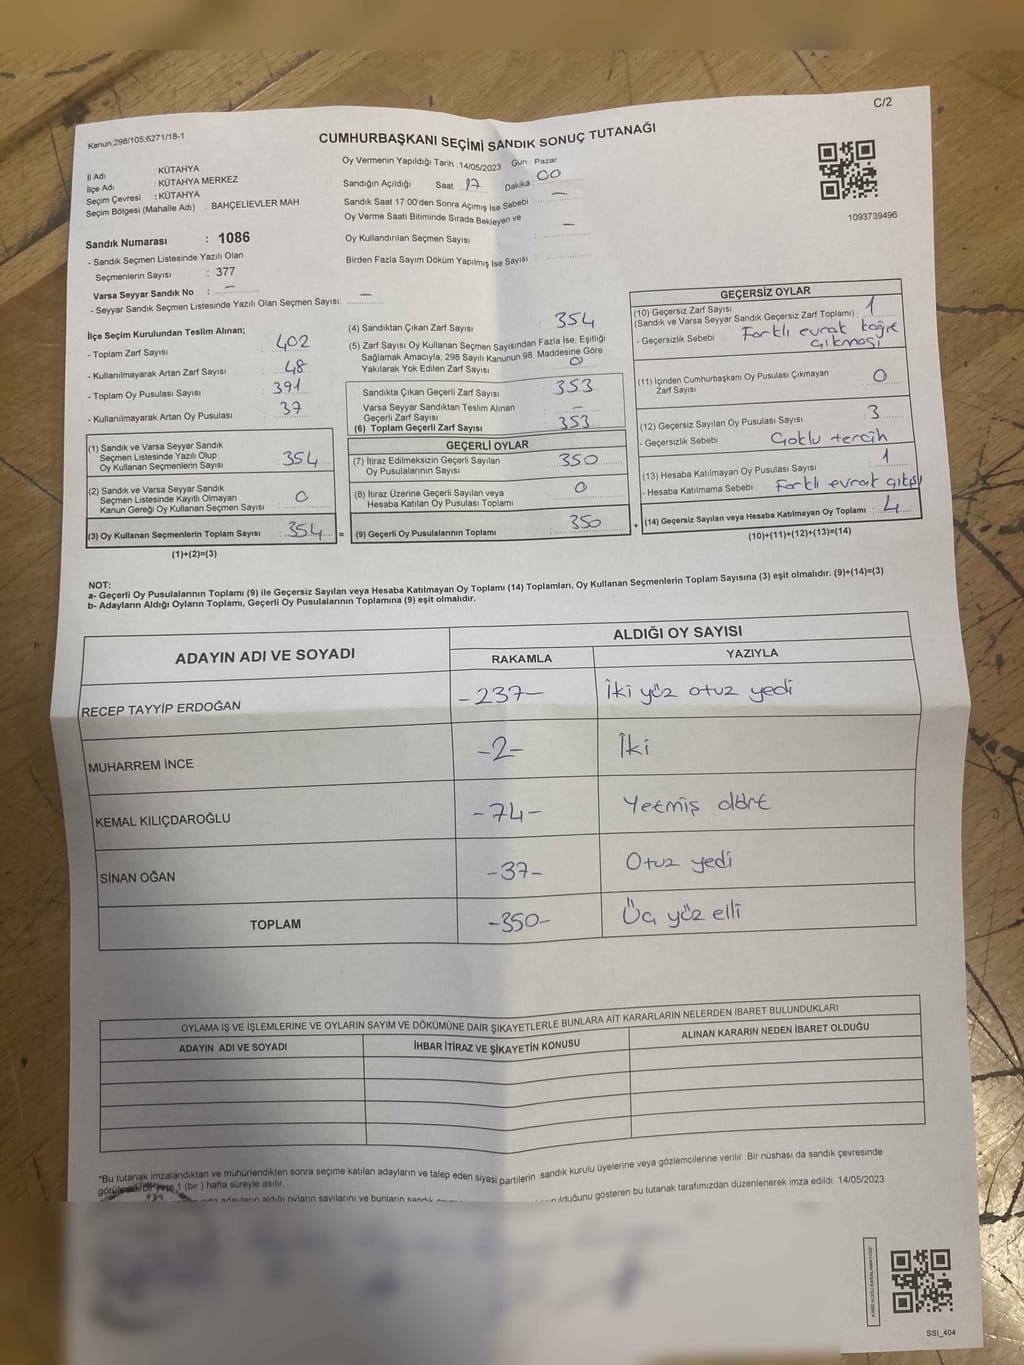 C/2
Kanun;298/105;6271/18-1
CUMHURBAŞKANI SEÇİMİ SANDIK SONUÇ TUTANAĞI
İl Adı : KÜTAHYA
İlçe Adı : KÜTAHYA MERKEZ
Seçim Çevresi : KÜTAHYA
Seçim Bölgesi (Mahalle Adı) : BAHÇELİEVLER MAH
Sandık Numarası : 1086
- Sandık Seçmen Listesinde Yazılı Olan
Seçmenlerin Sayısı : 377
Varsa Seyyar Sandık No : –
- Seyyar Sandık Seçmen Listesinde Yazılı Olan Seçmen Sayısı: –
Oy Vermenin Yapıldığı Tarih : 14/05/2023 Gün : Pazar
Sandığın Açıldığı Saat 17 Dakika 00
Sandık Saat 17:00'den Sonra Açımış İse Sebebi : –
Oy Verme Saati Bitiminde Sırada Bekleyen ve
Oy Kullandırılan Seçmen Sayısı : –
Birden Fazla Sayım Döküm Yapılmış İse Sayısı :
1093739496
İlçe Seçim Kurulundan Teslim Alınan;
- Toplam Zarf Sayısı : 402
- Kullanılmayarak Artan Zarf Sayısı : 48
- Toplam Oy Pusulası Sayısı : 391
- Kullanılmayarak Artan Oy Pusulası : 37
(1) Sandık ve Varsa Seyyar Sandık
Seçmen Listesinde Yazılı Olup
Oy Kullanan Seçmenlerin Sayısı : 354
(2) Sandık ve Varsa Seyyar Sandık
Seçmen Listesinde Kayıtlı Olmayan
Kanun Gereği Oy Kullanan Seçmen Sayısı : 0
(3) Oy Kullanan Seçmenlerin Toplam Sayısı : 354
(1)+(2)=(3)
(4) Sandıktan Çıkan Zarf Sayısı : 354
(5) Zarf Sayısı Oy Kullanan Seçmen Sayısından Fazla İse, Eşitliği
Sağlamak Amacıyla; 298 Sayılı Kanunun 98. Maddesine Göre
Yakılarak Yok Edilen Zarf Sayısı : 0
Sandıkta Çıkan Geçerli Zarf Sayısı : 353
Varsa Seyyar Sandıktan Teslim Alınan
Geçerli Zarf Sayısı : –
(6) Toplam Geçerli Zarf Sayısı : 353
GEÇERLİ OYLAR
(7) İtiraz Edilmeksizin Geçerli Sayılan
Oy Pusulalarının Sayısı : 350
(8) İtiraz Üzerine Geçerli Sayılan veya
Hesaba Katılan Oy Pusulası Toplamı : 0
= (9) Geçerli Oy Pusulalarının Toplamı : 350 +
GEÇERSİZ OYLAR
(10) Geçersiz Zarf Sayısı : 1
(Sandık ve Varsa Seyyar Sandık Geçersiz Zarf Toplamı)
- Geçersizlik Sebebi : Farklı evrat kağıt
çıkması
(11) İçinden Cumhurbaşkanı Oy Pusulası Çıkmayan
Zarf Sayısı : 0
(12) Geçersiz Sayılan Oy Pusulası Sayısı : 3
- Geçersizlik Sebebi : Çoklu tercih
(13) Hesaba Katılmayan Oy Pusulası Sayısı : 1
- Hesaba Katılmama Sebebi : Farklı evrat çıkışı
(14) Geçersiz Sayılan veya Hesaba Katılmayan Oy Toplamı : 4
(10)+(11)+(12)+(13)=(14)
NOT:
a- Geçerli Oy Pusulalarının Toplamı (9) ile Geçersiz Sayılan veya Hesaba Katılmayan Oy Toplamı (14) Toplamları, Oy Kullanan Seçmenlerin Toplam Sayısına (3) eşit olmalıdır. (9)+(14)=(3)
b- Adayların Aldığı Oyların Toplamı, Geçerli Oy Pusulalarının Toplamına (9) eşit olmalıdır.
ADAYIN ADI VE SOYADI
ALDIĞI OY SAYISI
RAKAMLA YAZIYLA
RECEP TAYYİP ERDOĞAN -237- İki yüz otuz yedi
MUHARREM İNCE -2- İki
KEMAL KILIÇDAROĞLU -74- Yetmiş dört
SİNAN OĞAN -37- Otuz yedi
TOPLAM -350- Üç yüz elli
OYLAMA İŞ VE İŞLEMLERİNE VE OYLARIN SAYIM VE DÖKÜMÜNE DAİR ŞİKAYETLERLE BUNLARA AİT KARARLARIN NELERDEN İBARET BULUNDUKLARI
ADAYIN ADI VE SOYADI İHBAR İTİRAZ VE ŞİKAYETİN KONUSU ALINAN KARARIN NEDEN İBARET OLDUĞU
*Bu tutanak imzalandıktan ve mühürlendikten sonra seçime katılan adayların ve talep eden siyasi partilerin sandık kurulu üyelerine veya gözlemcilerine verilir. Bir nüshası da sandık çevresinde
bir yere 1 (bir ) hafta süreyle asılır.
adayların aldığı oyların sayılarını ve bunların sandık
olduğunu gösteren bu tutanak tarafımızdan düzenlenerek imza edildi. 14/05/2023
SSI_404